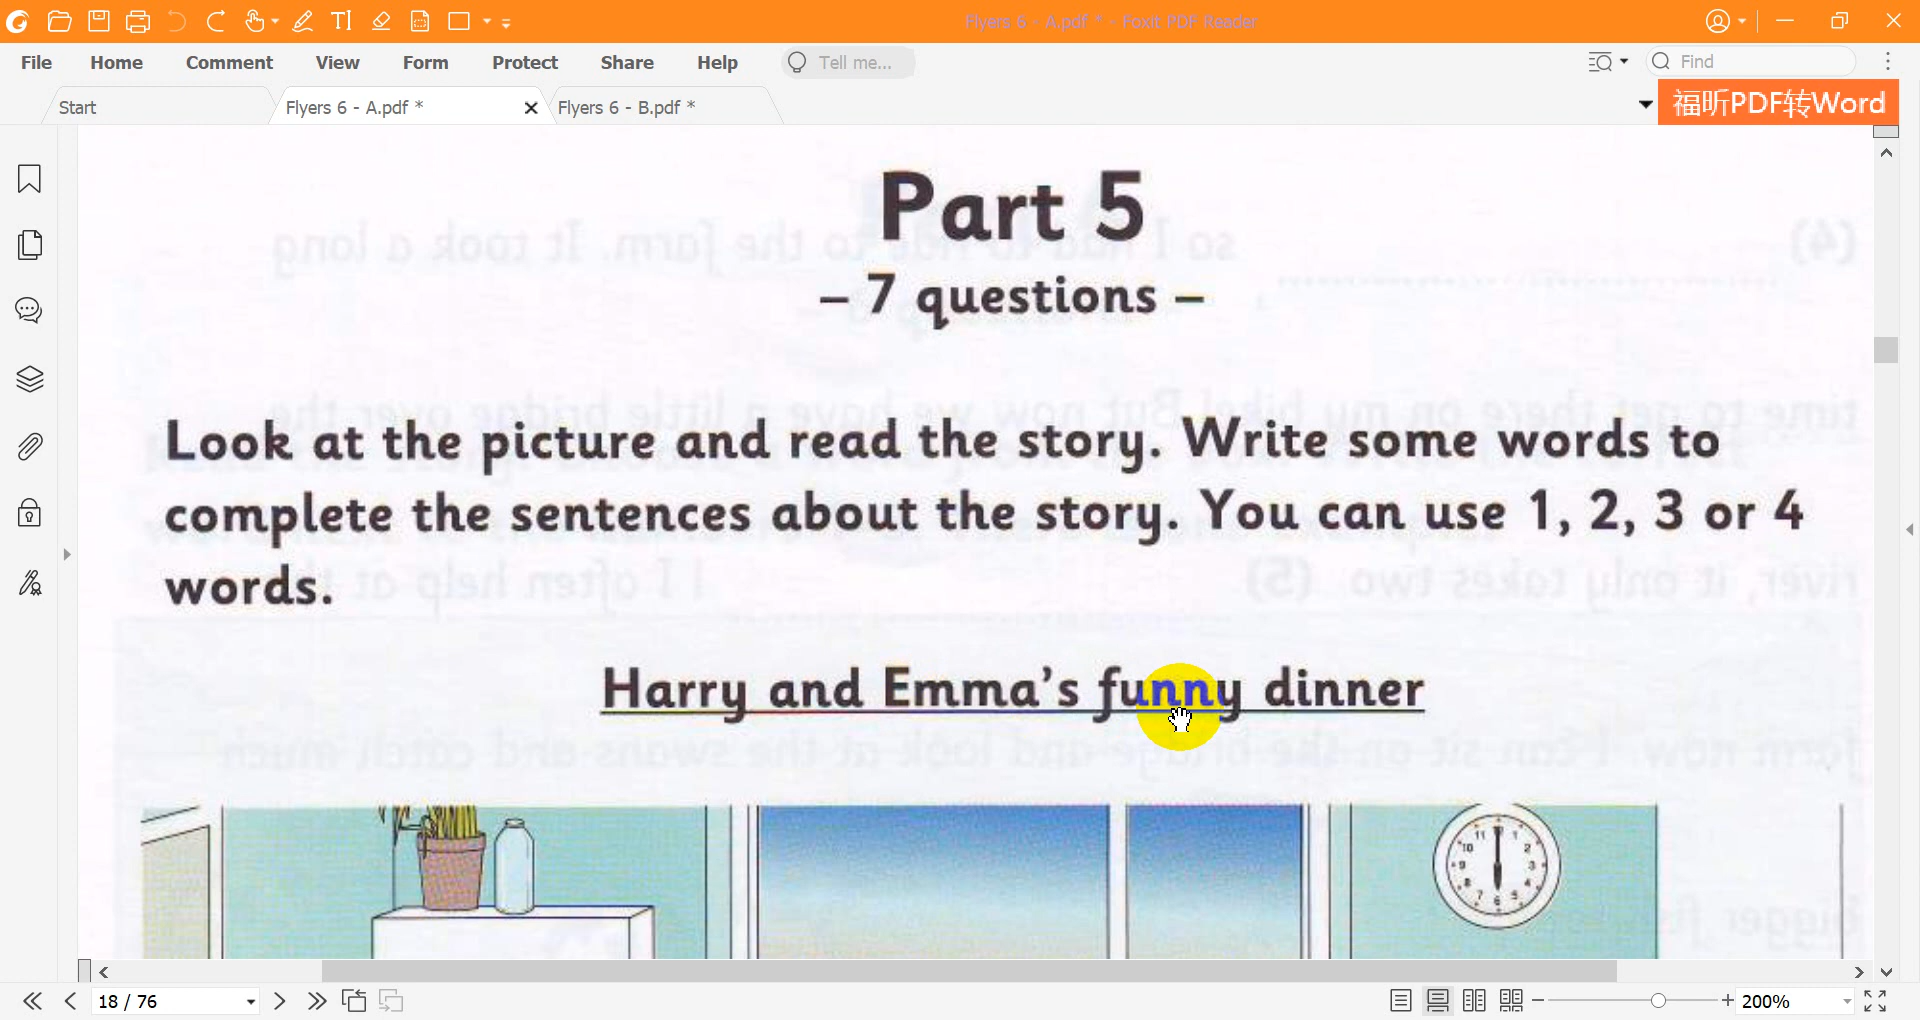 Flyers 6 - A.pdf * - Foxit PDF Reader
File Home Comment View Form Protect Share Help Tell me... Find
Start Flyers 6 - A.pdf * Flyers 6 - B.pdf * 福昕PDF转Word
Part 5
– 7 questions –
Look at the picture and read the story. Write some words to
complete the sentences about the story. You can use 1, 2, 3 or 4
words.
Harry and Emma's funny dinner
18 / 76 200%